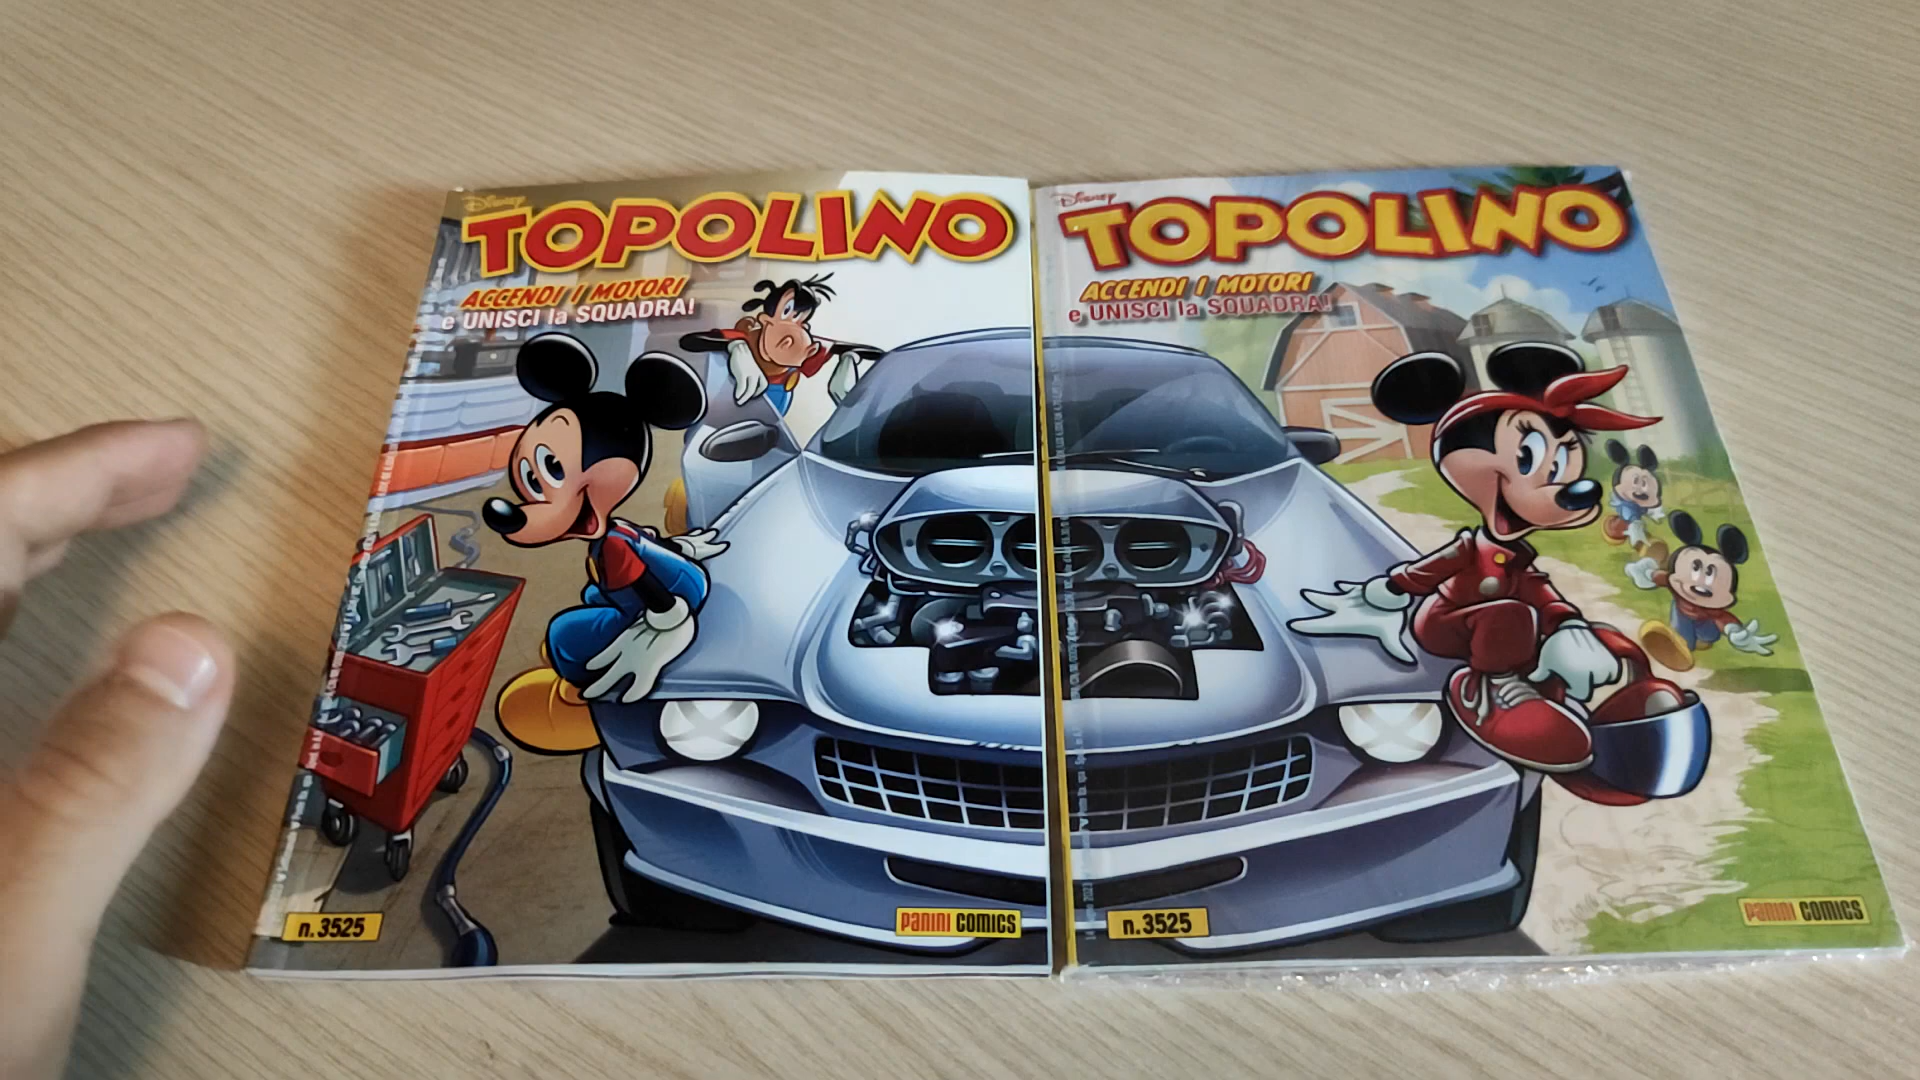 Disney
TOPOLINO
ACCENDI I MOTORI
e UNISCI la SQUADRA!
n.3525
PANINI COMICS
Disney
TOPOLINO
ACCENDI I MOTORI
e UNISCI la SQUADRA!
n.3525
PANINI COMICS